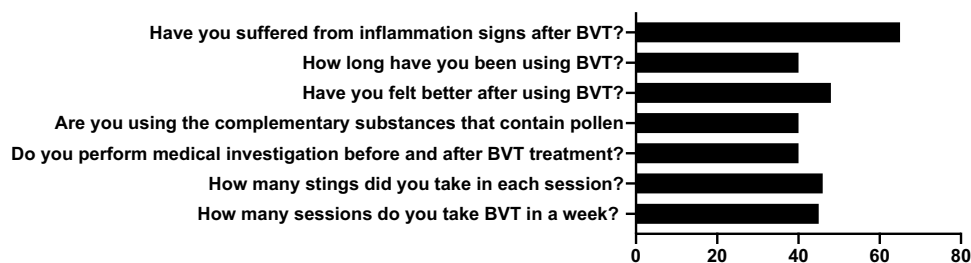 Have you suffered from inflammation signs after BVT?
How long have you been using BVT?
Have you felt better after using BVT?
Are you using the complementary substances that contain pollen
Do you perform medical investigation before and after BVT treatment?
How many stings did you take in each session?
How many sessions do you take BVT in a week?
0 20 40 60 80